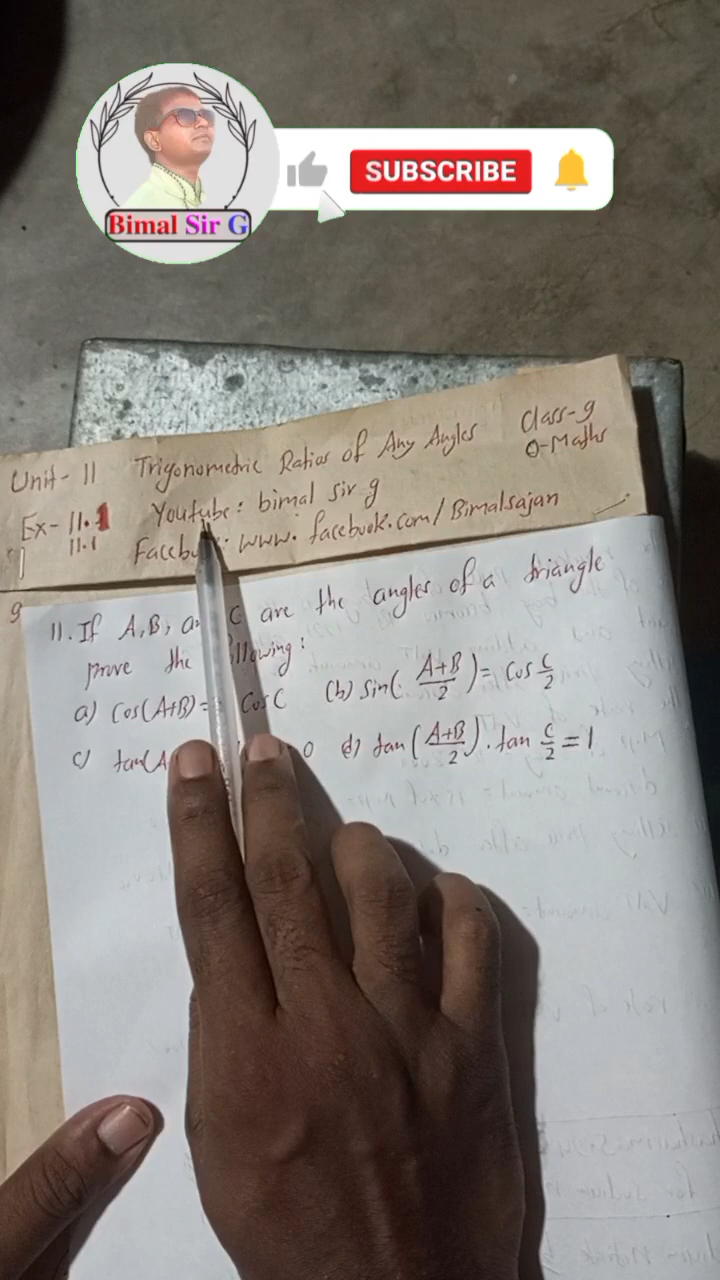 Bimal Sir G
SUBSCRIBE
Unit - 11 Trigonometric Ratios of Any Angles Class-9
O-Maths
Ex- 11.1 Youtube: bimal sir g
11.1
Facebook: www.facebook.com/Bimalsajan
11. If A, B, C are the angles of a triangle
prove the
a) Cos(A+B)= CosC (b) Sin(A+B/2)= Cos C/2
c) tan(A 0 d) tan(A+B/2).tan C/2=1